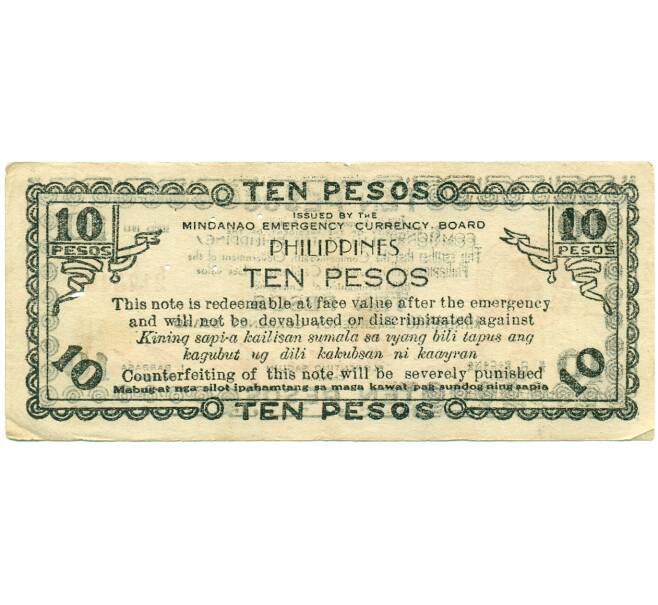 TEN PESOS
10 PESOS
10 PESOS
ISSUED BY THE
MINDANAO EMERGENCY CURRENCY BOARD
PHILIPPINES
TEN PESOS
This note is redeemable at face value after the emergency
and will not be devaluated or discriminated against
Kining sapi-a kailisan sumala sa vyang bili tapus ang
kagubut ug dili kakubsan ni kaavyran
Counterfeiting of this note will be severely punished
Mabug-at nga silot ipahamtang sa maga kawat pag sundog ning sapia
10
10
TEN PESOS